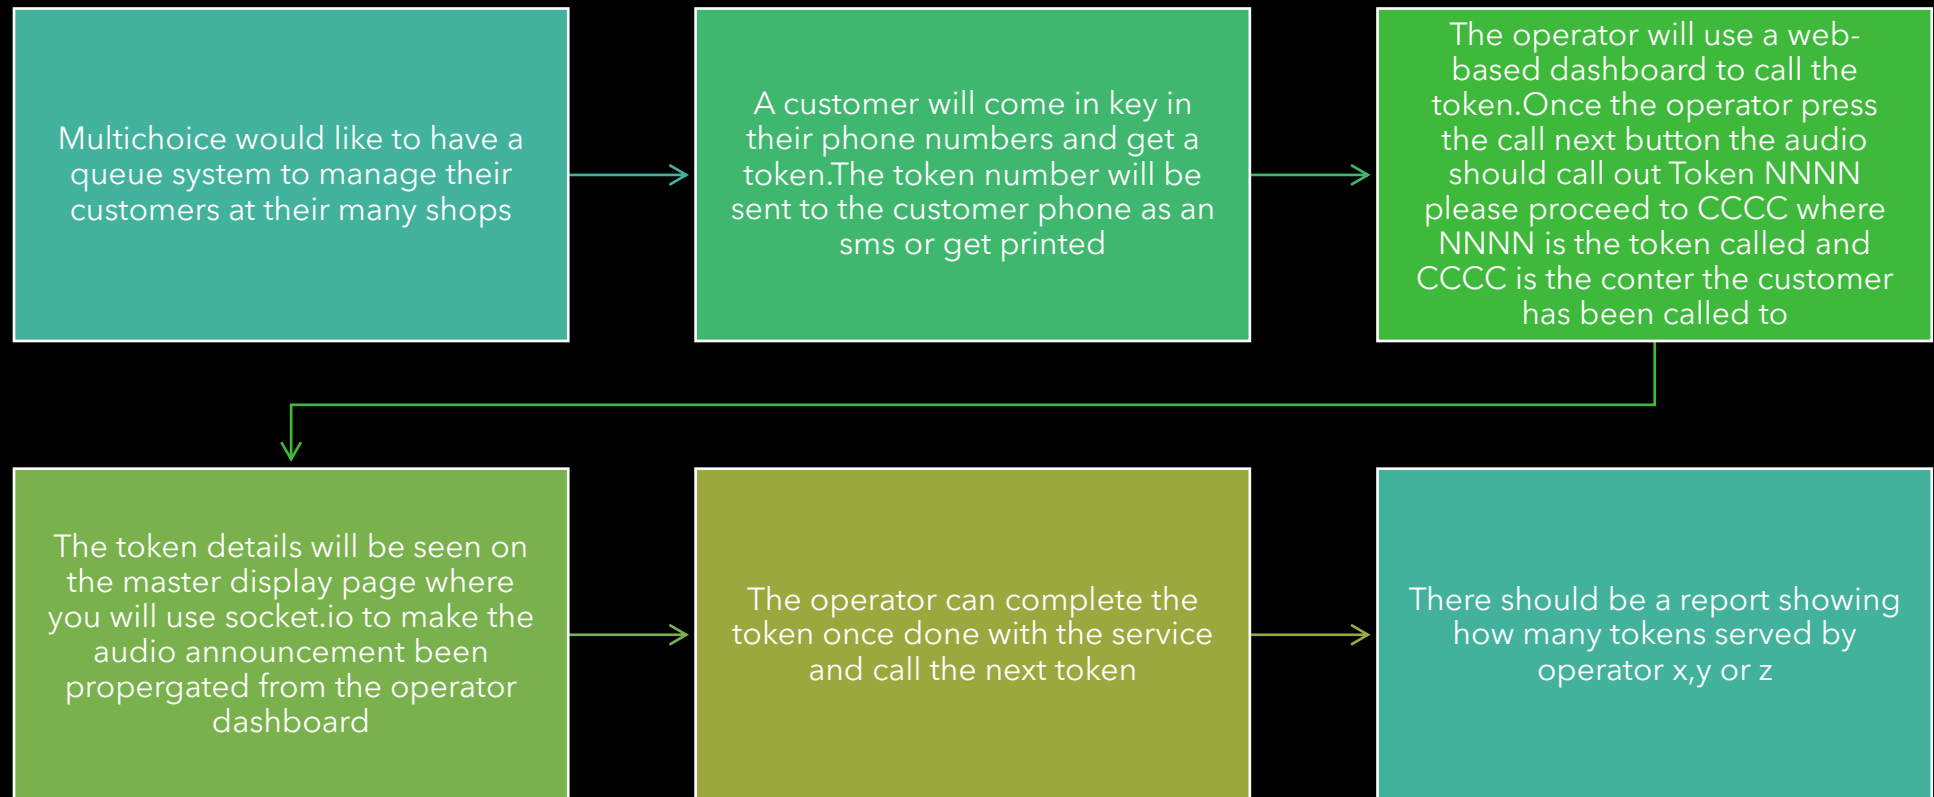 Multichoice would like to have a
queue system to manage their
customers at their many shops
A customer will come in key in
their phone numbers and get a
token.The token number will be
sent to the customer phone as an
sms or get printed
The operator will use a web-
based dashboard to call the
token.Once the operator press
the call next button the audio
should call out Token NNNN
please proceed to CCCC where
NNNN is the token called and
CCCC is the conter the customer
has been called to
The token details will be seen on
the master display page where
you will use socket.io to make the
audio announcement been
propergated from the operator
dashboard
The operator can complete the
token once done with the service
and call the next token
There should be a report showing
how many tokens served by
operator x,y or z